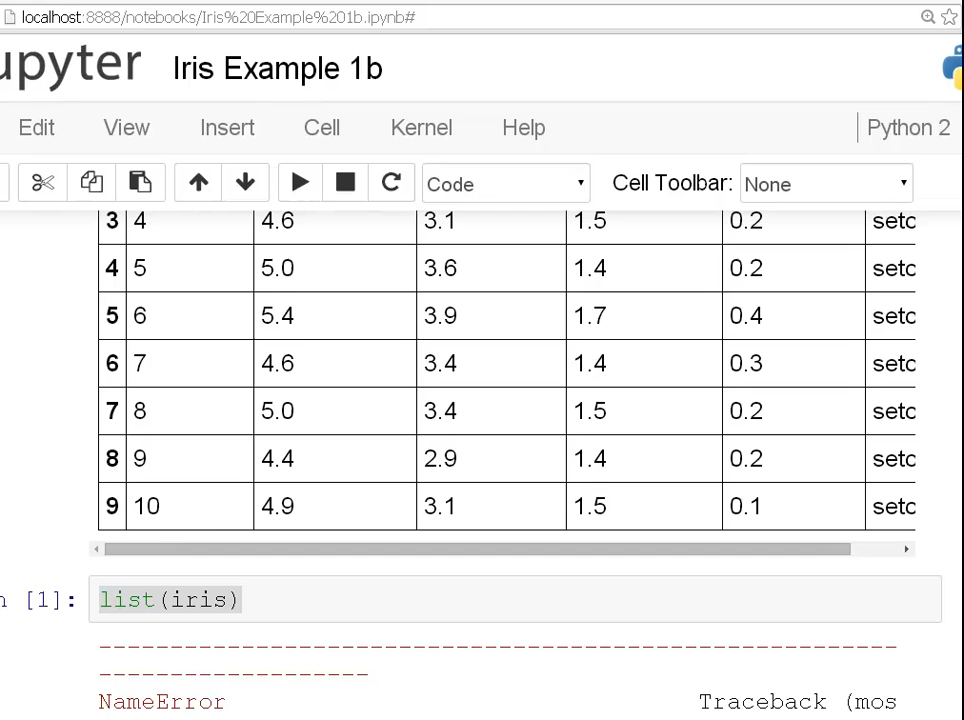 localhost:8888/notebooks/Iris%20Example%201b.ipynb#
upyter Iris Example 1b
Edit View Insert Cell Kernel Help Python 2
Code Cell Toolbar: None
3 4 4.6 3.1 1.5 0.2 setc
4 5 5.0 3.6 1.4 0.2 setc
5 6 5.4 3.9 1.7 0.4 setc
6 7 4.6 3.4 1.4 0.3 setc
7 8 5.0 3.4 1.5 0.2 setc
8 9 4.4 2.9 1.4 0.2 setc
9 10 4.9 3.1 1.5 0.1 setc
n [1]: list(iris)
NameError Traceback (mos